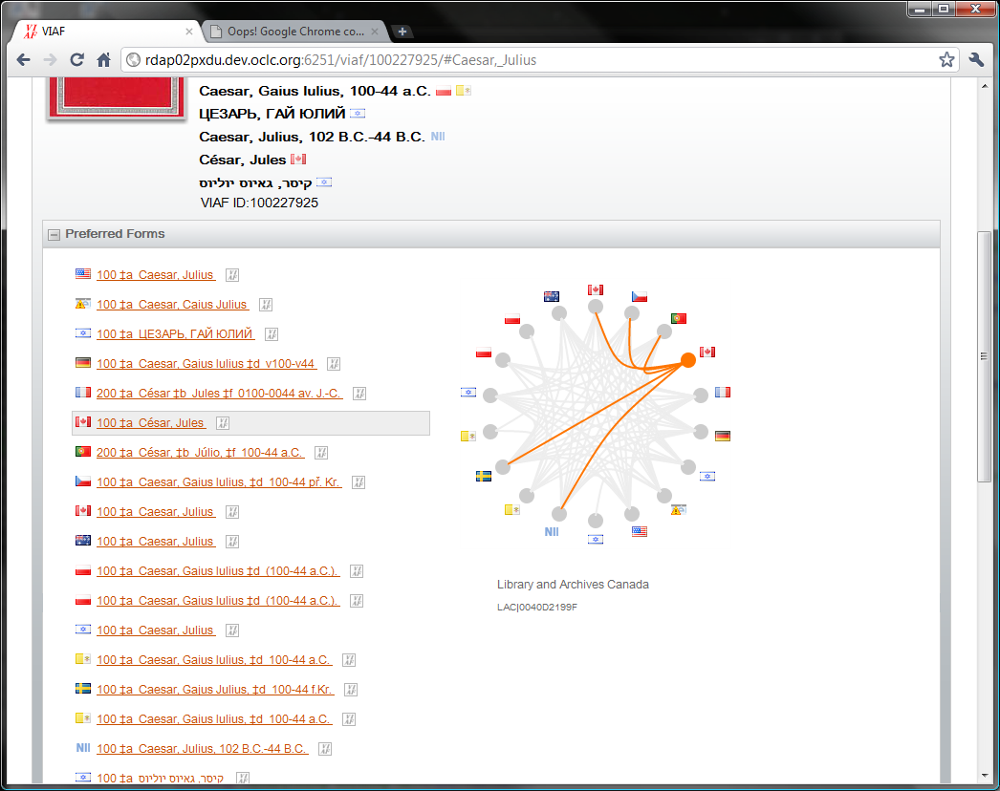 VIAF
Oops! Google Chrome co...
rdap02pxdu.dev.oclc.org:6251/viaf/100227925/#Caesar,_Julius
Caesar, Gaius Iulius, 100-44 a.C.
ЦЕЗАРЬ, ГАЙ ЮЛИЙ
Caesar, Julius, 102 B.C.-44 B.C. NII
César, Jules
קיסר, גאיוס יוליוס
VIAF ID:100227925
Preferred Forms
100 ‡a Caesar, Julius
100 ‡a Caesar, Caius Julius
100 ‡a ЦЕЗАРЬ, ГАЙ ЮЛИЙ
100 ‡a Caesar, Gaius Iulius ‡d v100-v44
200 ‡a César ‡b Jules ‡f 0100-0044 av. J.-C.
100 ‡a César, Jules
200 ‡a César, ‡b Júlio, ‡f 100-44 a.C.
100 ‡a Caesar, Gaius Iulius, ‡d 100-44 př. Kr.
100 ‡a Caesar, Julius
100 ‡a Caesar, Julius
100 ‡a Caesar, Gaius Iulius ‡d (100-44 a.C.).
100 ‡a Caesar, Gaius Iulius ‡d (100-44 a.C.).
100 ‡a Caesar, Julius
100 ‡a Caesar, Gaius Iulius, ‡d 100-44 a.C.
100 ‡a Caesar, Gajus Julius, ‡d 100-44 f.Kr.
100 ‡a Caesar, Gaius Iulius, ‡d 100-44 a.C.
NII 100 ‡a Caesar, Julius, 102 B.C.-44 B.C.
100 ‡a קיסר, גאיוס יוליוס
NII
Library and Archives Canada
LAC|0040D2199F